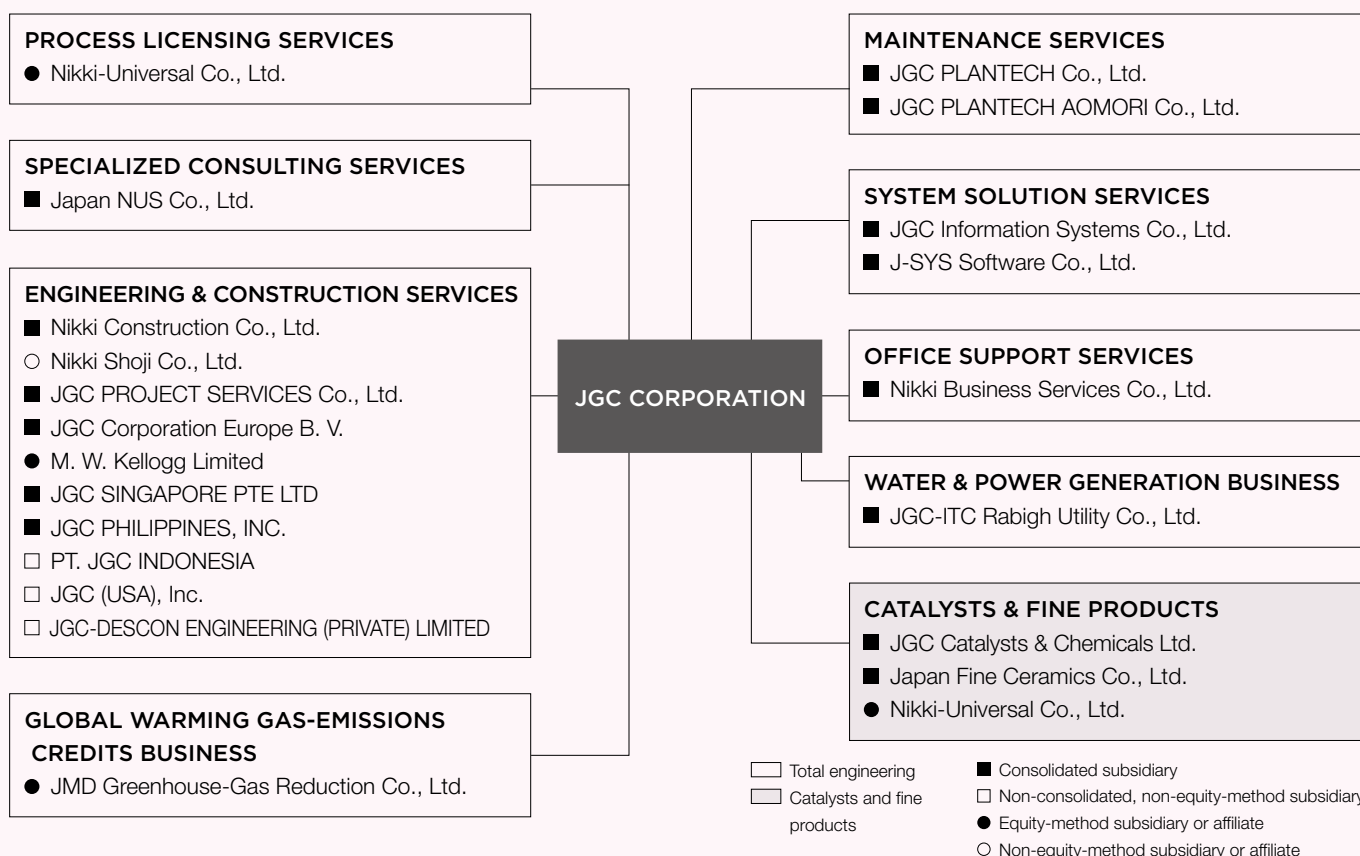 PROCESS LICENSING SERVICES
● Nikki-Universal Co., Ltd.
SPECIALIZED CONSULTING SERVICES
■ Japan NUS Co., Ltd.
ENGINEERING & CONSTRUCTION SERVICES
■ Nikki Construction Co., Ltd.
○ Nikki Shoji Co., Ltd.
■ JGC PROJECT SERVICES Co., Ltd.
■ JGC Corporation Europe B. V.
● M. W. Kellogg Limited
■ JGC SINGAPORE PTE LTD
■ JGC PHILIPPINES, INC.
□ PT. JGC INDONESIA
□ JGC (USA), Inc.
□ JGC-DESCON ENGINEERING (PRIVATE) LIMITED
GLOBAL WARMING GAS-EMISSIONS
CREDITS BUSINESS
● JMD Greenhouse-Gas Reduction Co., Ltd.
JGC CORPORATION
MAINTENANCE SERVICES
■ JGC PLANTECH Co., Ltd.
■ JGC PLANTECH AOMORI Co., Ltd.
SYSTEM SOLUTION SERVICES
■ JGC Information Systems Co., Ltd.
■ J-SYS Software Co., Ltd.
OFFICE SUPPORT SERVICES
■ Nikki Business Services Co., Ltd.
WATER & POWER GENERATION BUSINESS
■ JGC-ITC Rabigh Utility Co., Ltd.
CATALYSTS & FINE PRODUCTS
■ JGC Catalysts & Chemicals Ltd.
■ Japan Fine Ceramics Co., Ltd.
● Nikki-Universal Co., Ltd.
Total engineering
Catalysts and fine
products
■ Consolidated subsidiary
□ Non-consolidated, non-equity-method subsidiary
● Equity-method subsidiary or affiliate
○ Non-equity-method subsidiary or affiliate